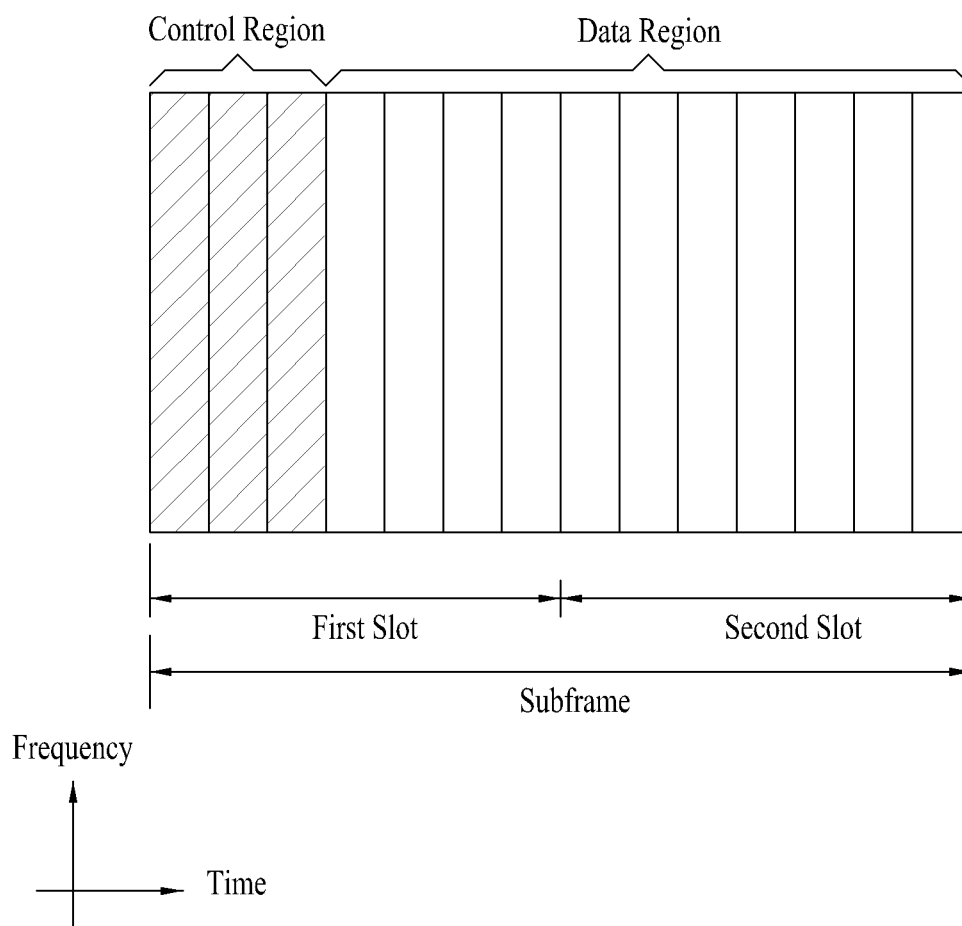 Control Region
Data Region
First Slot
Second Slot
Subframe
Frequency
Time